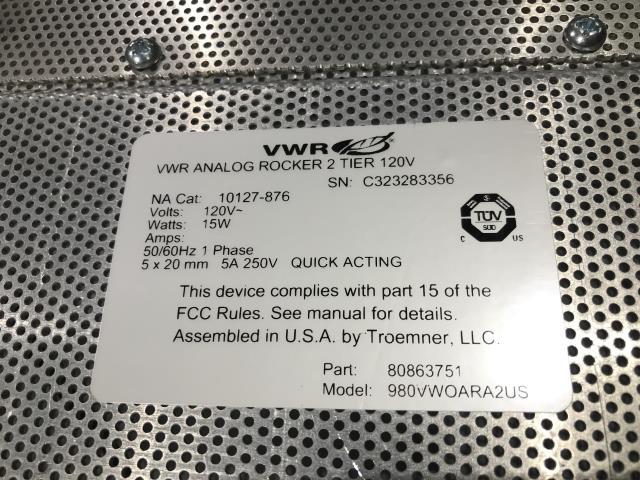 VWR
VWR ANALOG ROCKER 2 TIER 120V
SN: C323283356
NA Cat: 10127-876
Volts: 120V~
Watts: 15W
Amps:
50/60Hz 1 Phase
5 x 20 mm 5A 250V QUICK ACTING
TÜV
SÜD
C US
This device complies with part 15 of the
FCC Rules. See manual for details.
Assembled in U.S.A. by Troemner, LLC.
Part: 80863751
Model: 980VWOARA2US